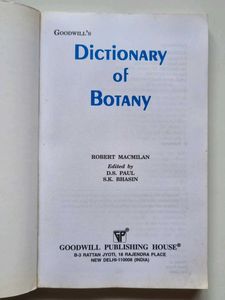 GOODWILL'S
DICTIONARY
of
BOTANY
ROBERT MACMILAN
Edited by
D.S. PAUL
S.K. BHASIN
GPH
GOODWILL PUBLISHING HOUSE®
B-3 RATTAN JYOTI, 18 RAJENDRA PLACE
NEW DELHI-110008 (INDIA)